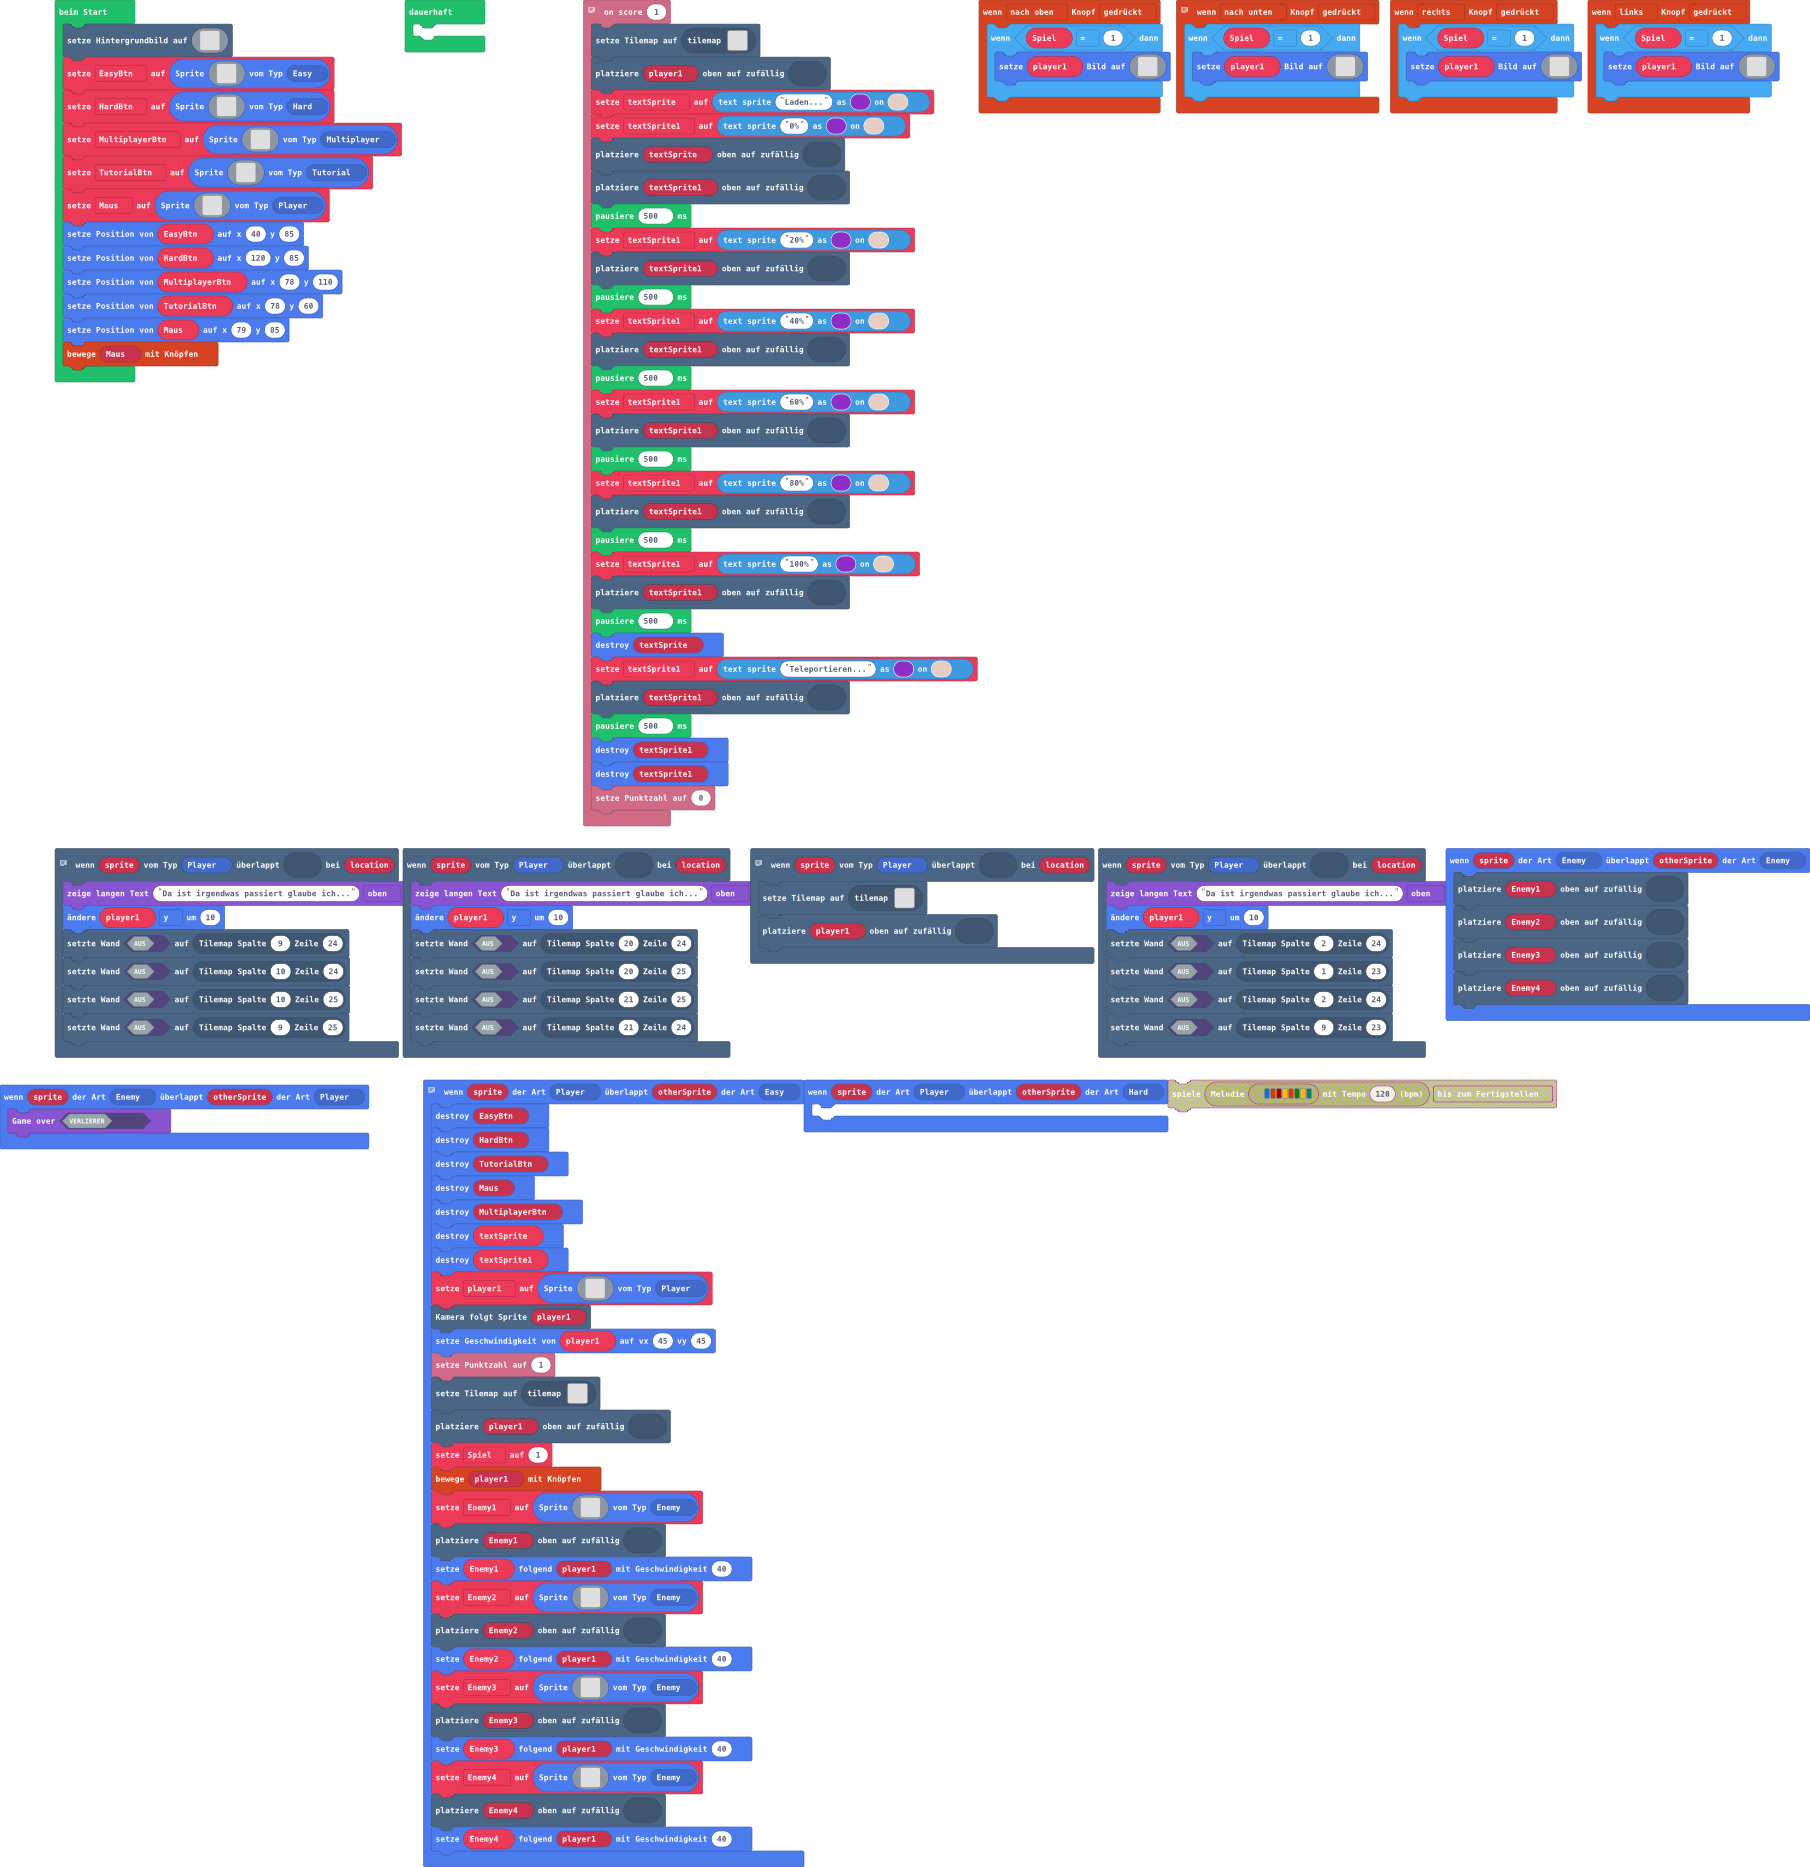 beim Start
setze Hintergrundbild auf
setze EasyBtn auf Sprite vom Typ Easy
setze HardBtn auf Sprite vom Typ Hard
setze MultiplayerBtn auf Sprite vom Typ Multiplayer
setze TutorialBtn auf Sprite vom Typ Tutorial
setze Maus auf Sprite vom Typ Player
setze Position von EasyBtn auf x 40 y 85
setze Position von HardBtn auf x 120 y 85
setze Position von MultiplayerBtn auf x 78 y 110
setze Position von TutorialBtn auf x 78 y 60
setze Position von Maus auf x 79 y 85
bewege Maus mit Knöpfen
dauerhaft
on score 1
setze Tilemap auf tilemap
platziere player1 oben auf zufällig
setze textSprite auf text sprite "Laden..." as on
setze textSprite1 auf text sprite "0%" as on
platziere textSprite oben auf zufällig
platziere textSprite1 oben auf zufällig
pausiere 500 ms
setze textSprite1 auf text sprite "20%" as on
platziere textSprite1 oben auf zufällig
pausiere 500 ms
setze textSprite1 auf text sprite "40%" as on
platziere textSprite1 oben auf zufällig
pausiere 500 ms
setze textSprite1 auf text sprite "60%" as on
platziere textSprite1 oben auf zufällig
pausiere 500 ms
setze textSprite1 auf text sprite "80%" as on
platziere textSprite1 oben auf zufällig
pausiere 500 ms
setze textSprite1 auf text sprite "100%" as on
platziere textSprite1 oben auf zufällig
pausiere 500 ms
destroy textSprite
setze textSprite1 auf text sprite "Teleportieren..." as on
platziere textSprite1 oben auf zufällig
pausiere 500 ms
destroy textSprite1
destroy textSprite1
setze Punktzahl auf 0
wenn nach oben Knopf gedrückt
wenn Spiel = 1 dann
setze player1 Bild auf
wenn nach unten Knopf gedrückt
wenn Spiel = 1 dann
setze player1 Bild auf
wenn rechts Knopf gedrückt
wenn Spiel = 1 dann
setze player1 Bild auf
wenn links Knopf gedrückt
wenn Spiel = 1 dann
setze player1 Bild auf
wenn sprite vom Typ Player überlappt bei location
zeige langen Text "Da ist irgendwas passiert glaube ich..." oben
ändere player1 y um 10
setzte Wand AUS auf Tilemap Spalte 9 Zeile 24
setzte Wand AUS auf Tilemap Spalte 10 Zeile 24
setzte Wand AUS auf Tilemap Spalte 10 Zeile 25
setzte Wand AUS auf Tilemap Spalte 9 Zeile 25
wenn sprite vom Typ Player überlappt bei location
zeige langen Text "Da ist irgendwas passiert glaube ich..." oben
ändere player1 y um 10
setzte Wand AUS auf Tilemap Spalte 20 Zeile 24
setzte Wand AUS auf Tilemap Spalte 20 Zeile 25
setzte Wand AUS auf Tilemap Spalte 21 Zeile 25
setzte Wand AUS auf Tilemap Spalte 21 Zeile 24
wenn sprite vom Typ Player überlappt bei location
setze Tilemap auf tilemap
platziere player1 oben auf zufällig
wenn sprite vom Typ Player überlappt bei location
zeige langen Text "Da ist irgendwas passiert glaube ich..." oben
ändere player1 y um 10
setzte Wand AUS auf Tilemap Spalte 2 Zeile 24
setzte Wand AUS auf Tilemap Spalte 1 Zeile 23
setzte Wand AUS auf Tilemap Spalte 2 Zeile 24
setzte Wand AUS auf Tilemap Spalte 9 Zeile 23
wenn sprite der Art Enemy überlappt otherSprite der Art Enemy
platziere Enemy1 oben auf zufällig
platziere Enemy2 oben auf zufällig
platziere Enemy3 oben auf zufällig
platziere Enemy4 oben auf zufällig
wenn sprite der Art Enemy überlappt otherSprite der Art Player
Game over VERLIEREN
wenn sprite der Art Player überlappt otherSprite der Art Easy
destroy EasyBtn
destroy HardBtn
destroy TutorialBtn
destroy Maus
destroy MultiplayerBtn
destroy textSprite
destroy textSprite1
setze player1 auf Sprite vom Typ Player
Kamera folgt Sprite player1
setze Geschwindigkeit von player1 auf vx 45 vy 45
setze Punktzahl auf 1
setze Tilemap auf tilemap
platziere player1 oben auf zufällig
setze Spiel auf 1
bewege player1 mit Knöpfen
setze Enemy1 auf Sprite vom Typ Enemy
platziere Enemy1 oben auf zufällig
setze Enemy1 folgend player1 mit Geschwindigkeit 40
setze Enemy2 auf Sprite vom Typ Enemy
platziere Enemy2 oben auf zufällig
setze Enemy2 folgend player1 mit Geschwindigkeit 40
setze Enemy3 auf Sprite vom Typ Enemy
platziere Enemy3 oben auf zufällig
setze Enemy3 folgend player1 mit Geschwindigkeit 40
setze Enemy4 auf Sprite vom Typ Enemy
platziere Enemy4 oben auf zufällig
setze Enemy4 folgend player1 mit Geschwindigkeit 40
wenn sprite der Art Player überlappt otherSprite der Art Hard
spiele Melodie mit Tempo 120 (bpm) bis zum Fertigstellen